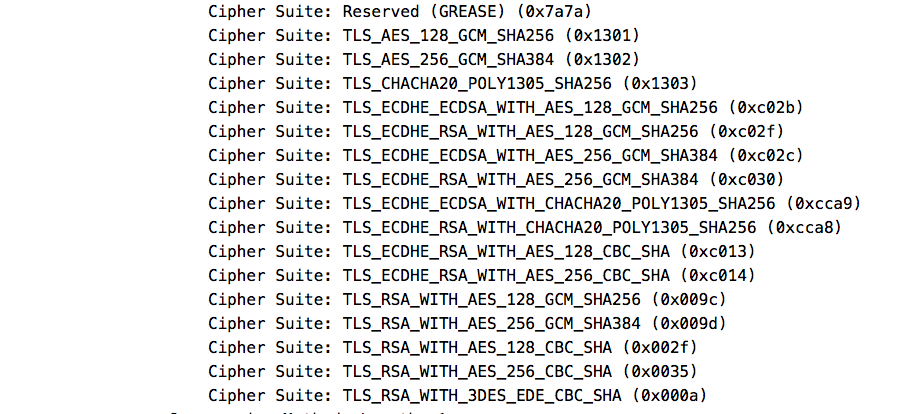 Cipher Suite: Reserved (GREASE) (0x7a7a)
Cipher Suite: TLS_AES_128_GCM_SHA256 (0x1301)
Cipher Suite: TLS_AES_256_GCM_SHA384 (0x1302)
Cipher Suite: TLS_CHACHA20_POLY1305_SHA256 (0x1303)
Cipher Suite: TLS_ECDHE_ECDSA_WITH_AES_128_GCM_SHA256 (0xc02b)
Cipher Suite: TLS_ECDHE_RSA_WITH_AES_128_GCM_SHA256 (0xc02f)
Cipher Suite: TLS_ECDHE_ECDSA_WITH_AES_256_GCM_SHA384 (0xc02c)
Cipher Suite: TLS_ECDHE_RSA_WITH_AES_256_GCM_SHA384 (0xc030)
Cipher Suite: TLS_ECDHE_ECDSA_WITH_CHACHA20_POLY1305_SHA256 (0xcca9)
Cipher Suite: TLS_ECDHE_RSA_WITH_CHACHA20_POLY1305_SHA256 (0xcca8)
Cipher Suite: TLS_ECDHE_RSA_WITH_AES_128_CBC_SHA (0xc013)
Cipher Suite: TLS_ECDHE_RSA_WITH_AES_256_CBC_SHA (0xc014)
Cipher Suite: TLS_RSA_WITH_AES_128_GCM_SHA256 (0x009c)
Cipher Suite: TLS_RSA_WITH_AES_256_GCM_SHA384 (0x009d)
Cipher Suite: TLS_RSA_WITH_AES_128_CBC_SHA (0x002f)
Cipher Suite: TLS_RSA_WITH_AES_256_CBC_SHA (0x0035)
Cipher Suite: TLS_RSA_WITH_3DES_EDE_CBC_SHA (0x000a)